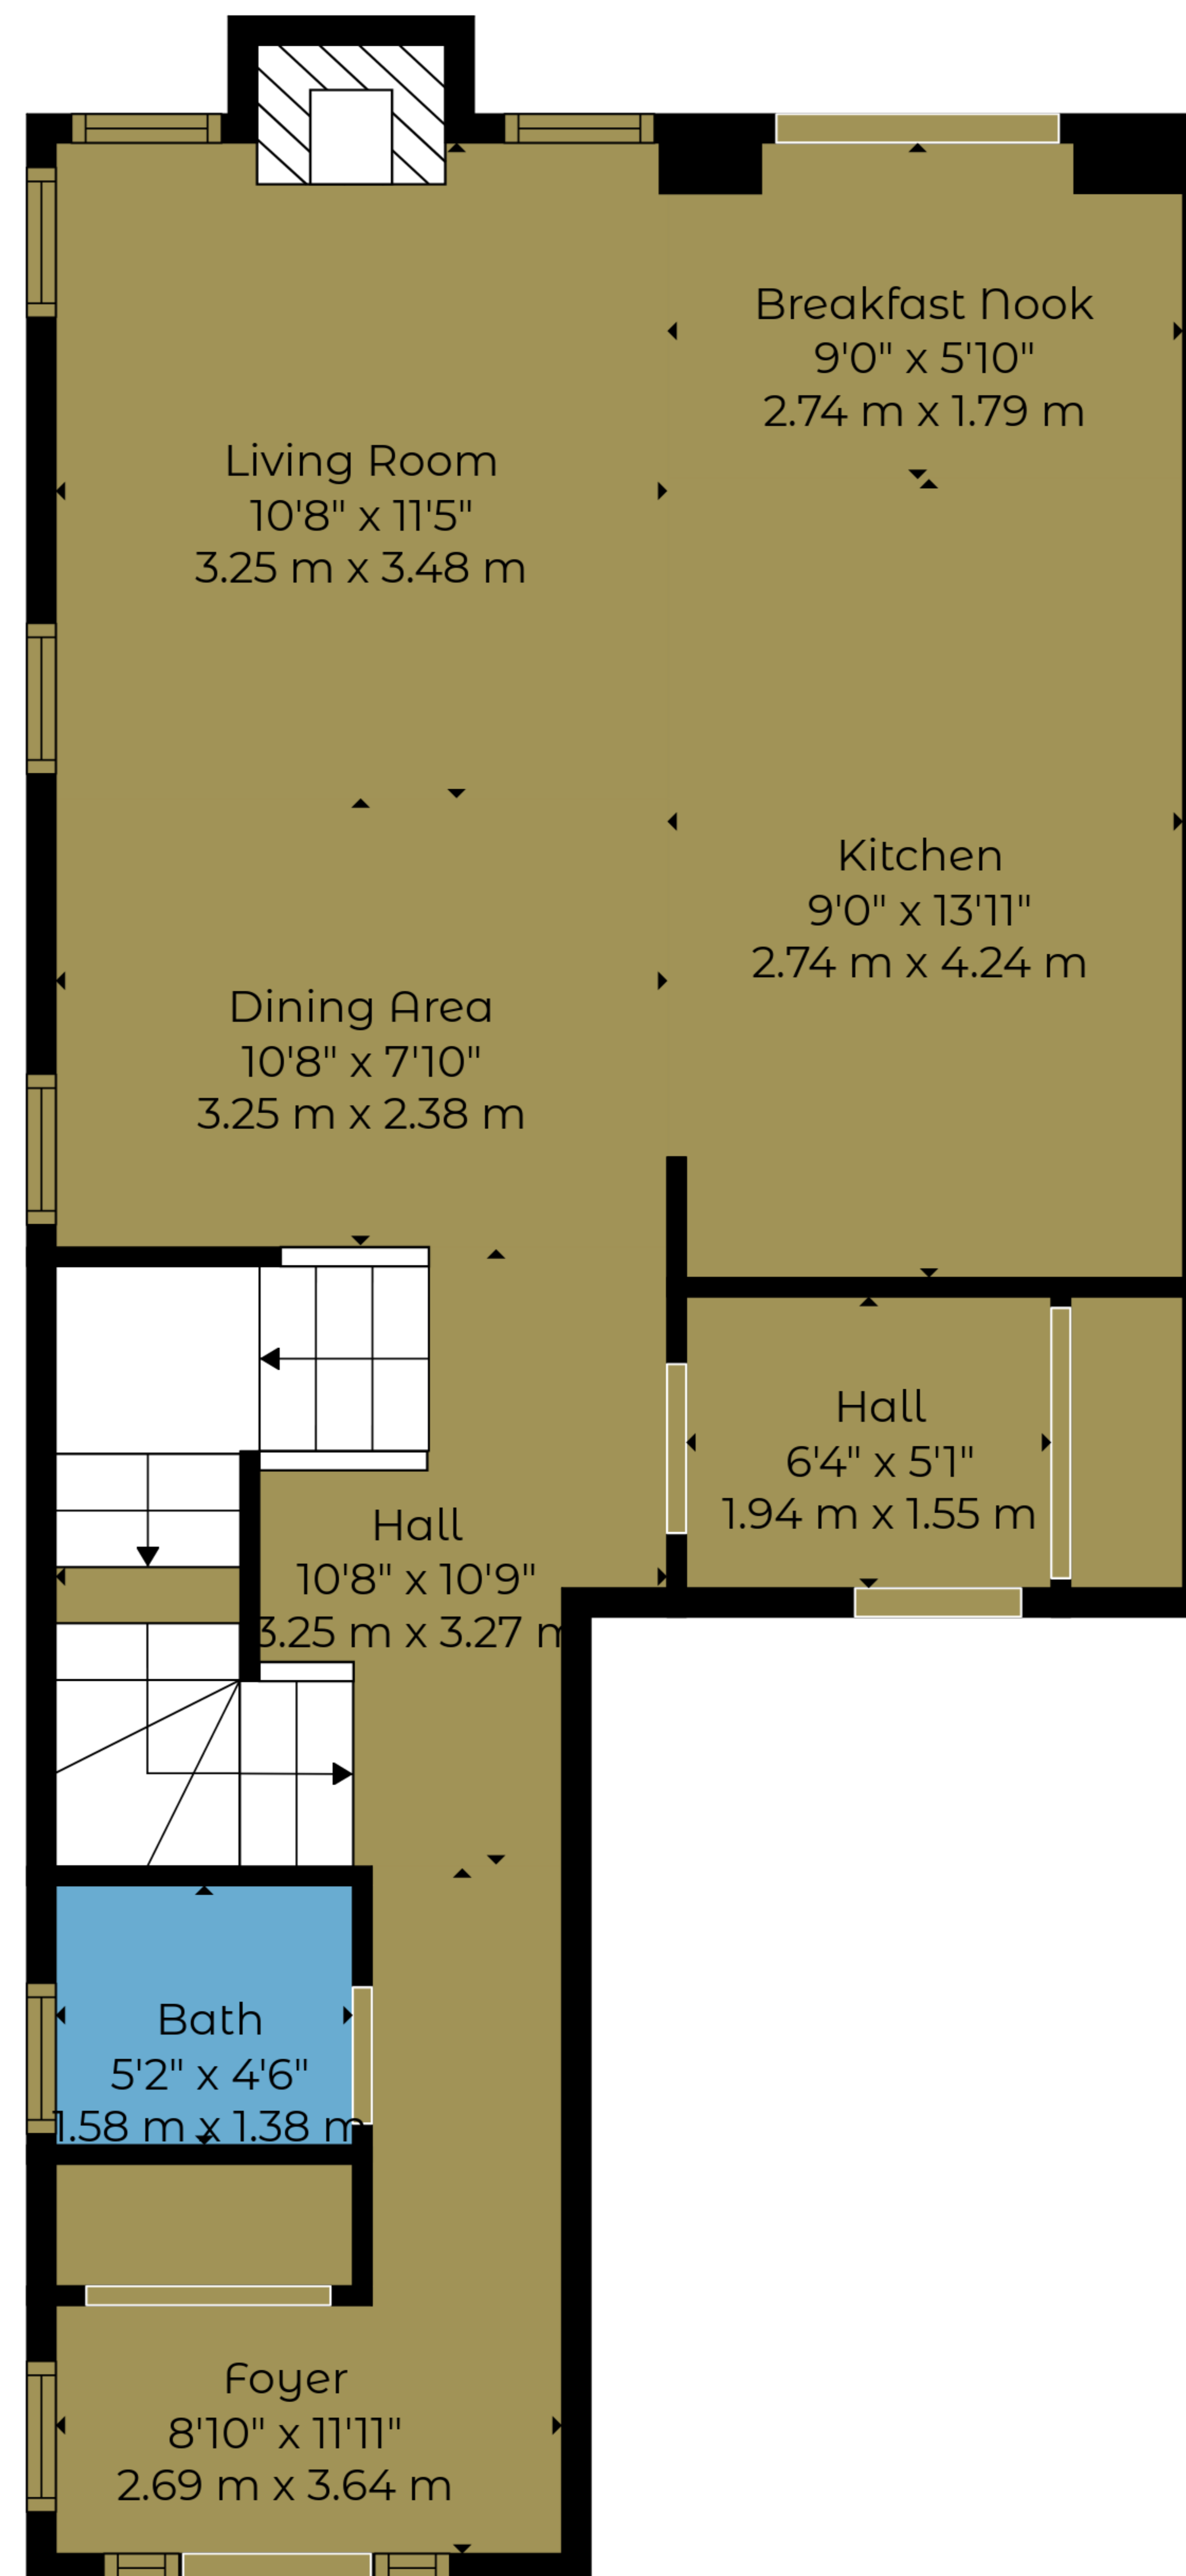 Breakfast Nook
9'0" x 5'10"
2.74 m x 1.79 m
Living Room
10'8" x 11'5"
3.25 m x 3.48 m
Kitchen
9'0" x 13'11"
2.74 m x 4.24 m
Dining Area
10'8" x 7'10"
3.25 m x 2.38 m
Hall
6'4" x 5'1"
1.94 m x 1.55 m
Hall
10'8" x 10'9"
3.25 m x 3.27 m
Bath
5'2" x 4'6"
1.58 m x 1.38 m
Foyer
8'10" x 11'11"
2.69 m x 3.64 m